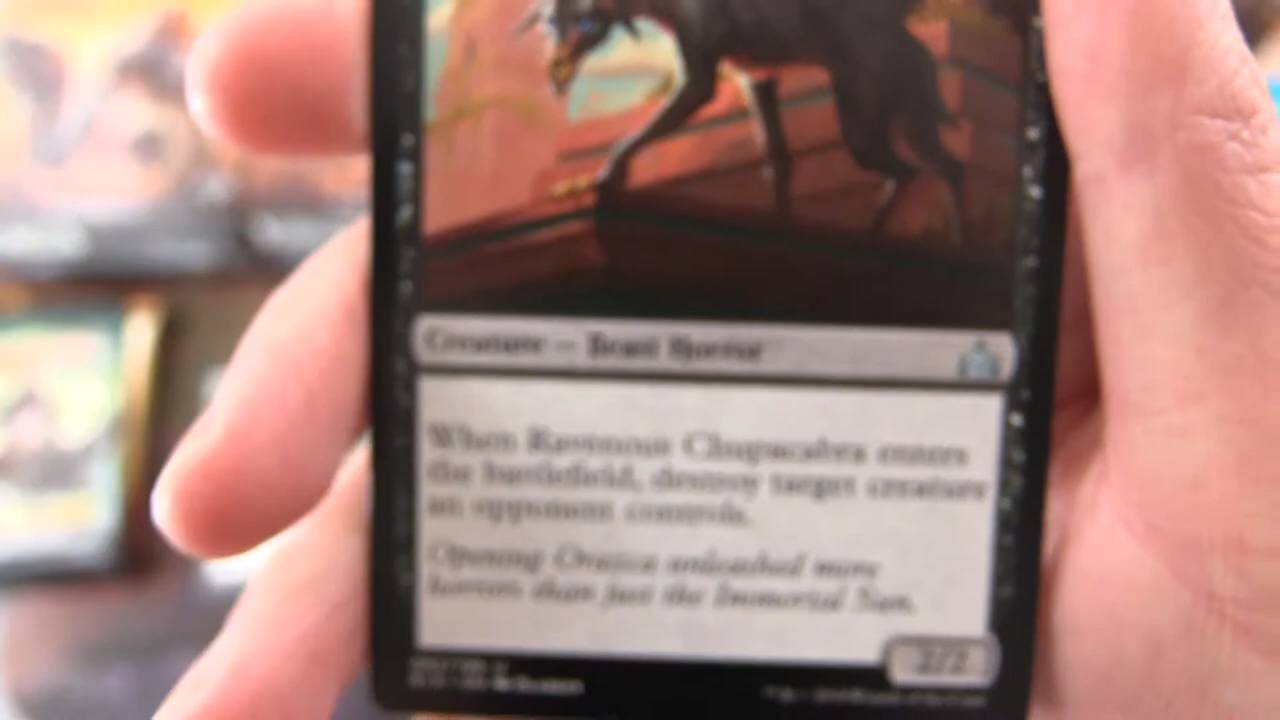 Creature — Beast Horror
When Ravenous Chupacabra enters
the battlefield, destroy target creature
an opponent controls.
Opening Orazca unleashed more
horrors than just the Immortal Sun.
2/2